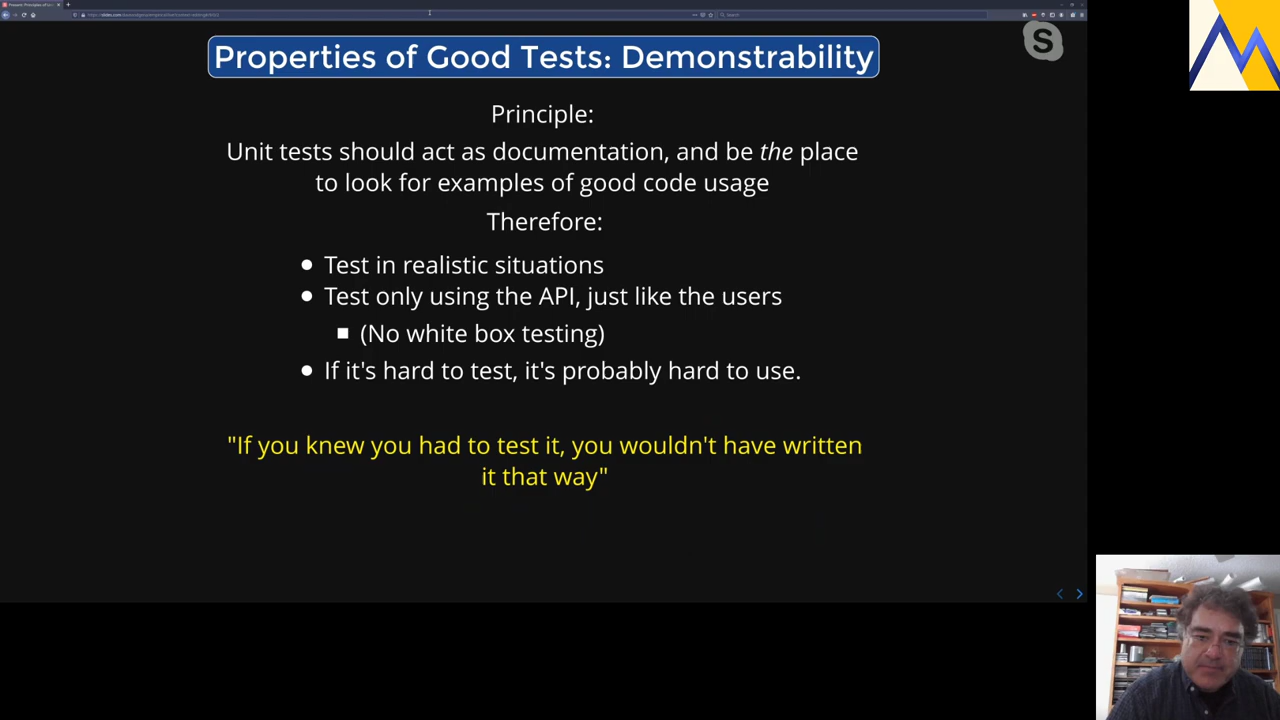 Properties of Good Tests: Demonstrability
Principle:
Unit tests should act as documentation, and be the place
to look for examples of good code usage
Therefore:
Test in realistic situations
Test only using the API, just like the users
(No white box testing)
If it's hard to test, it's probably hard to use.
"If you knew you had to test it, you wouldn't have written
it that way"